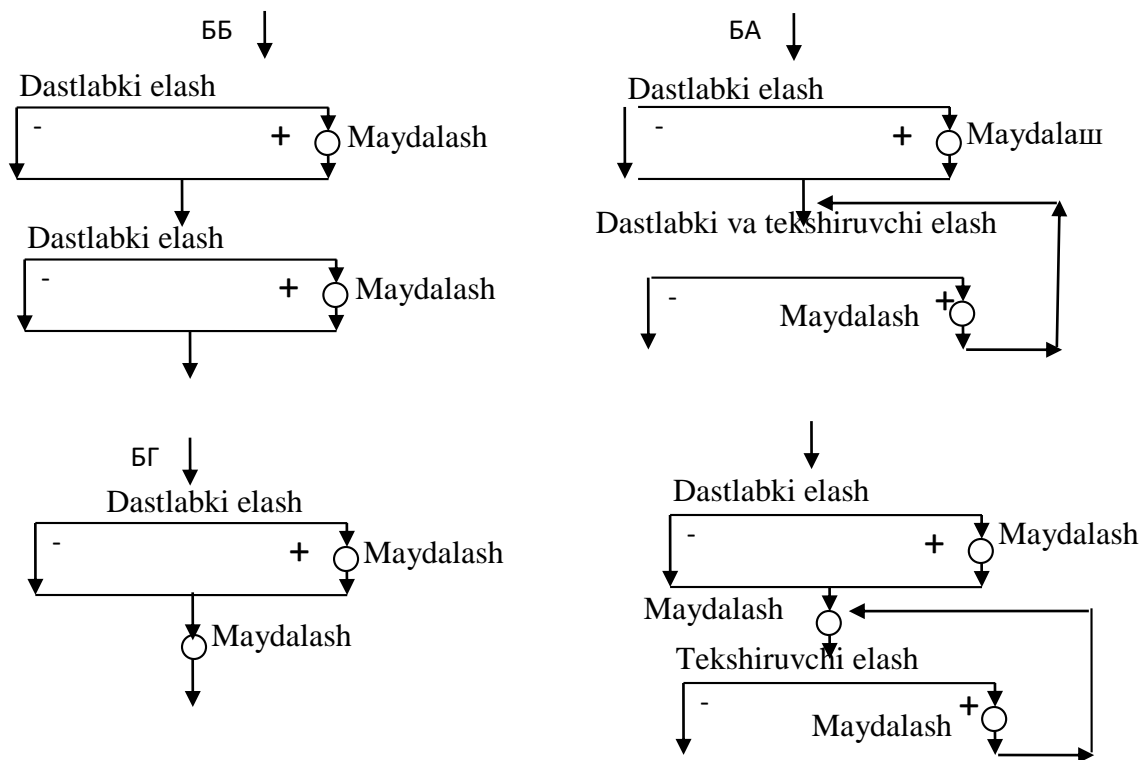 ББ
Dastlabki elash
- + Maydalash
Dastlabki elash
- + Maydalash
БА
Dastlabki elash
- + Maydalaш
Dastlabki va tekshiruvchi elash
- +
Maydalash
БГ
Dastlabki elash
- + Maydalash
Maydalash
Dastlabki elash
- + Maydalash
Maydalash
Tekshiruvchi elash
- +
Maydalash